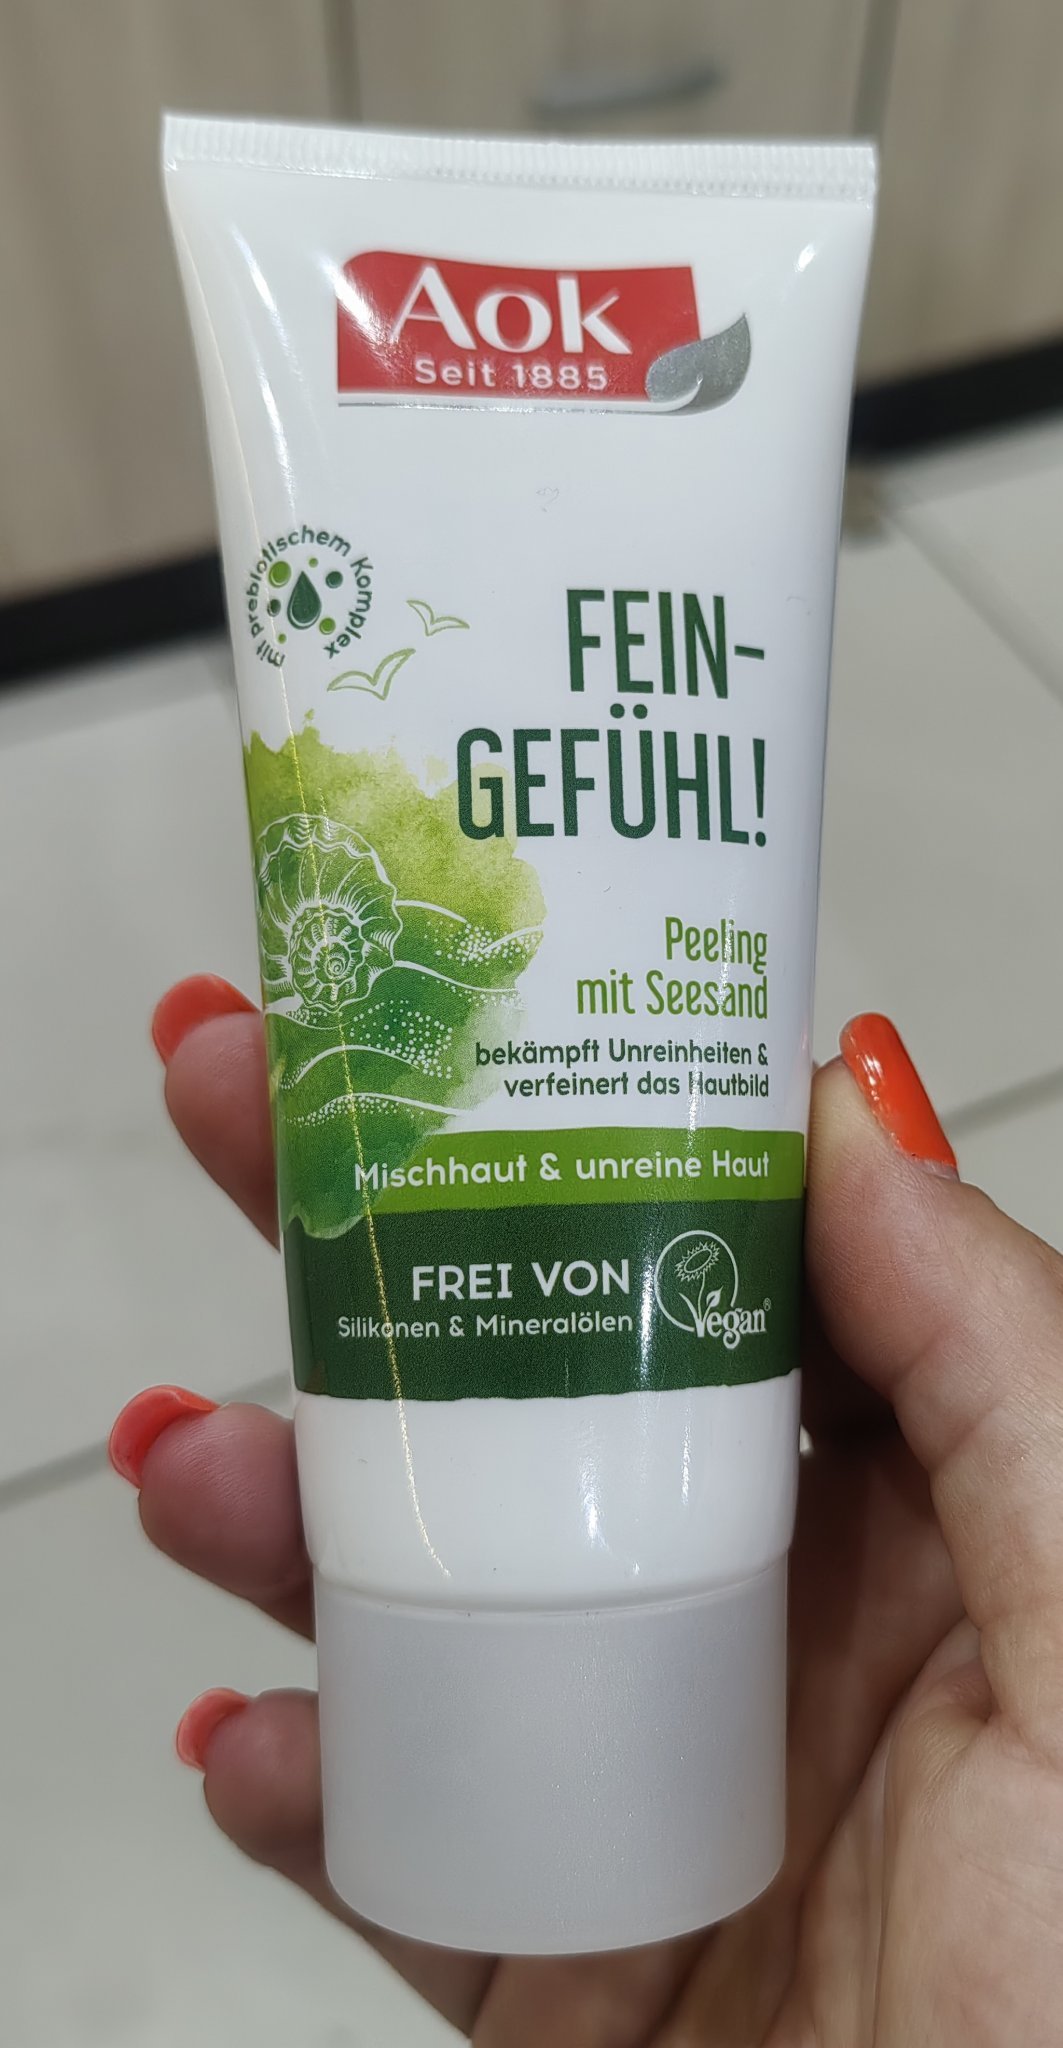 Aok
Seit 1885
mit Prebiotischem Komplex
FEIN-
GEFÜHL!
Peeling
mit Seesand
bekämpft Unreinheiten &
verfeinert das Hautbild
Mischhaut & unreine Haut
FREI VON
Silikonen & Mineralölen
Vegan®